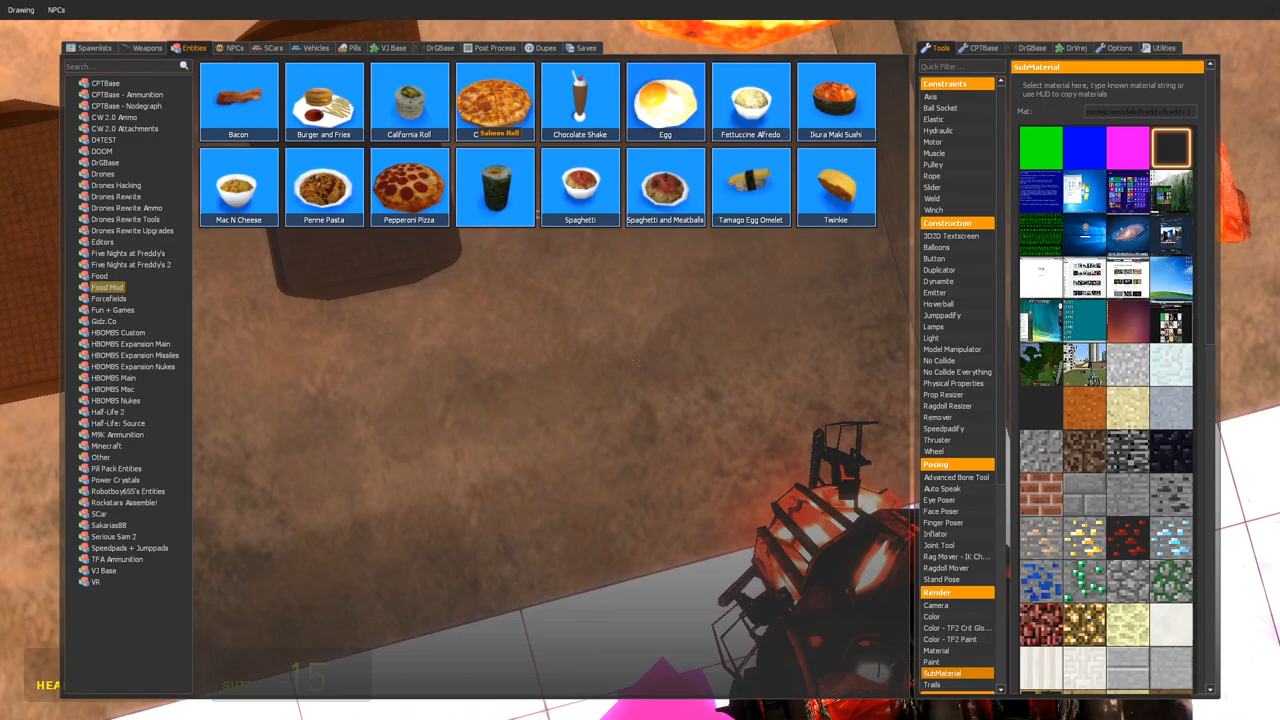 Drawing NPCs
Spawnlists Weapons Entities NPCs SCars Vehicles Pills VJ Base DrGBase Post Process Dupes Saves
Tools CPTBase DrGBase DrVrej Options Utilities
Search...
CPTBase
CPTBase - Ammunition
CPTBase - Nodegraph
CW 2.0 Ammo
CW 2.0 Attachments
D4TEST
DOOM
DrGBase
Drones
Drones Hacking
Drones Rewrite
Drones Rewrite Ammo
Drones Rewrite Tools
Drones Rewrite Upgrades
Editors
Five Nights at Freddy's
Five Nights at Freddy's 2
Food
Food Mod
Forcefields
Fun + Games
Gidz.Co
HBOMBS Custom
HBOMBS Expansion Main
HBOMBS Expansion Missiles
HBOMBS Expansion Nukes
HBOMBS Main
HBOMBS Misc
HBOMBS Nukes
Half-Life 2
Half-Life: Source
M9K Ammunition
Minecraft
Other
Pill Pack Entities
Power Crystals
Robotboy655's Entities
Rockstars Assemble!
SCar
Sakarias88
Serious Sam 2
Speedpads + Jumppads
TFA Ammunition
VJ Base
VR
Bacon Burger and Fries California Roll Salmon Roll Chocolate Shake Egg Fettuccine Alfredo Ikura Maki Sushi
Mac N Cheese Penne Pasta Pepperoni Pizza Spaghetti Spaghetti and Meatballs Tamago Egg Omelet Twinkie
Quick Filter...
Constraints
Axis
Ball Socket
Elastic
Hydraulic
Motor
Muscle
Pulley
Rope
Slider
Weld
Winch
Construction
3D2D Textscreen
Balloons
Button
Duplicator
Dynamite
Emitter
Hoverball
Jumppadify
Lamps
Light
Model Manipulator
No Collide
No Collide Everything
Physical Properties
Prop Resizer
Ragdoll Resizer
Remover
Speedpadify
Thruster
Wheel
Posing
Advanced Bone Tool
Auto Speak
Eye Poser
Face Poser
Finger Poser
Inflator
Joint Tool
Rag Mover - IK Ch...
Ragdoll Mover
Stand Pose
Render
Camera
Color
Color - TF2 Crit Glo...
Color - TF2 Paint
Material
Paint
SubMaterial
Trails
SubMaterial
Select material here, type known material string or
use HUD to copy materials
Mat:
HEA
15